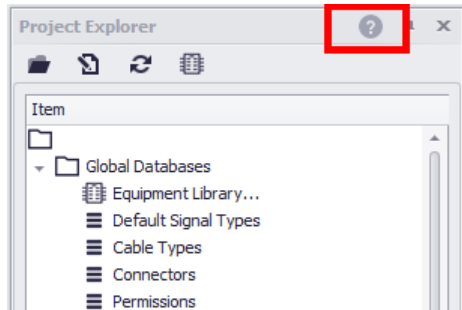 Project Explorer
Item
Global Databases
Equipment Library...
Default Signal Types
Cable Types
Connectors
Permissions